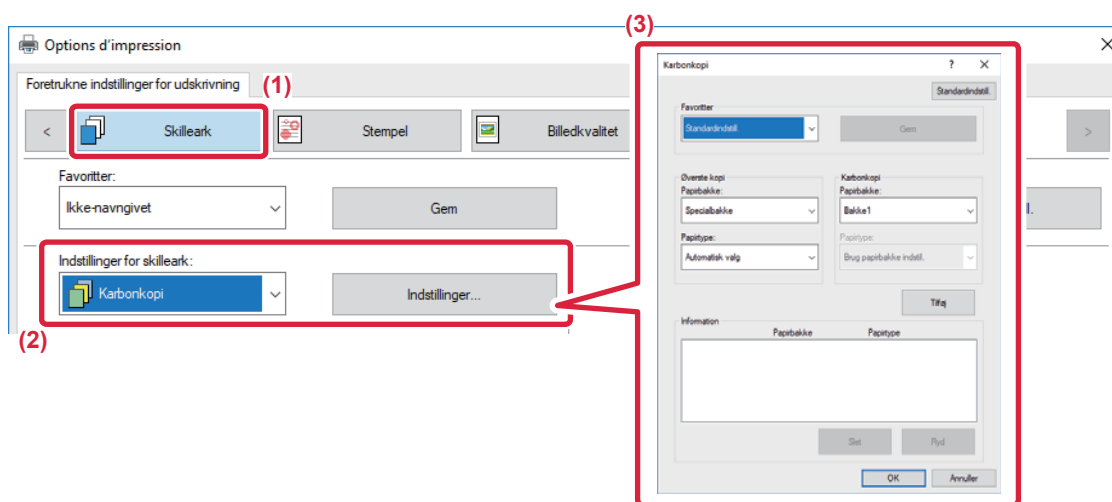 (3)
Options d'impression
Foretrukne indstillinger for udskrivning
(1)
< Skilleark Stempel Billedkvalitet >
Favoritter:
Ikke-navngivet Gem l.
Indstillinger for skilleark:
Karbonkopi Indstillinger...
(2)
Karbonkopi ? ×
Standardindstill.
Favoritter
Standardindstill. Gem
Øverste kopi Karbonkopi
Papirbakke: Papirbakke:
Specialbakke Bakke1
Papirtype: Papirtype:
Automatisk valg Brug papirbakke indstil.
Tilføj
Information
Papirbakke Papirtype
Slet Ryd
OK Annuller